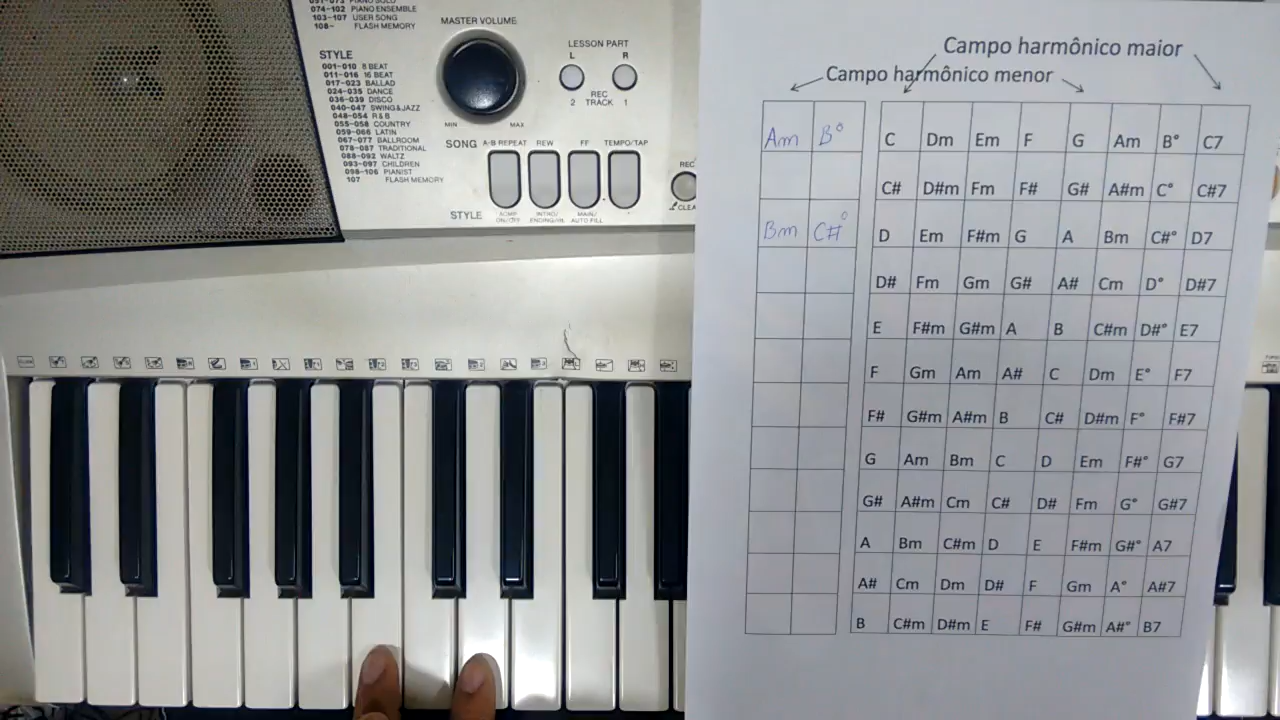 091-073 PIANO SOLO
074-102 PIANO ENSEMBLE
103-107 USER SONG
108- FLASH MEMORY
STYLE
001-010 8 BEAT
011-016 16 BEAT
017-023 BALLAD
024-035 DANCE
036-039 DISCO
040-047 SWING&JAZZ
048-054 R&B
055-058 COUNTRY
059-066 LATIN
067-077 BALLROOM
078-087 TRADITIONAL
088-092 WALTZ
093-097 CHILDREN
098-106 PIANIST
107 FLASH MEMORY
MASTER VOLUME
MIN MAX
LESSON PART
L R
REC
2 TRACK 1
SONG A-B REPEAT REW FF TEMPO/TAP
STYLE ACMP ON/OFF INTRO/ENDING/rit. MAIN/AUTO FILL
REC
Campo harmônico maior
Campo harmônico menor
Am B° C Dm Em F G Am B° C7
C# D#m Fm F# G# A#m C° C#7
Bm C#° D Em F#m G A Bm C#° D7
D# Fm Gm G# A# Cm D° D#7
E F#m G#m A B C#m D#° E7
F Gm Am A# C Dm E° F7
F# G#m A#m B C# D#m F° F#7
G Am Bm C D Em F#° G7
G# A#m Cm C# D# Fm G° G#7
A Bm C#m D E F#m G#° A7
A# Cm Dm D# F Gm A° A#7
B C#m D#m E F# G#m A#° B7